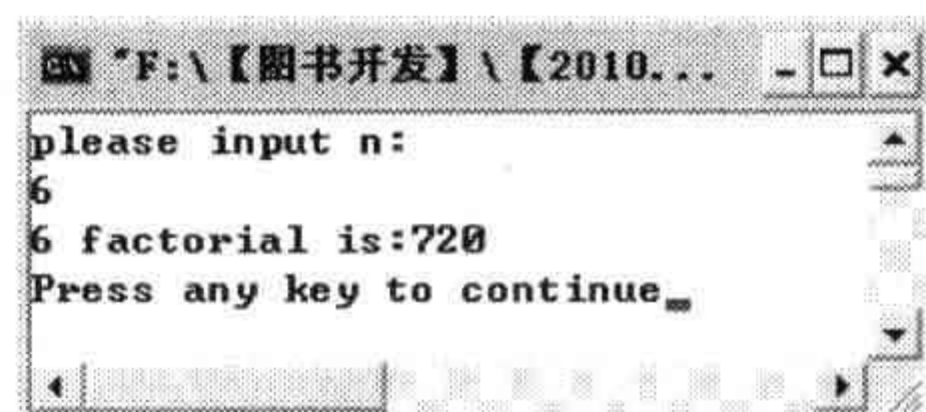 "F:\【图书开发】\【2010...
please input n:
6
6 factorial is:720
Press any key to continue